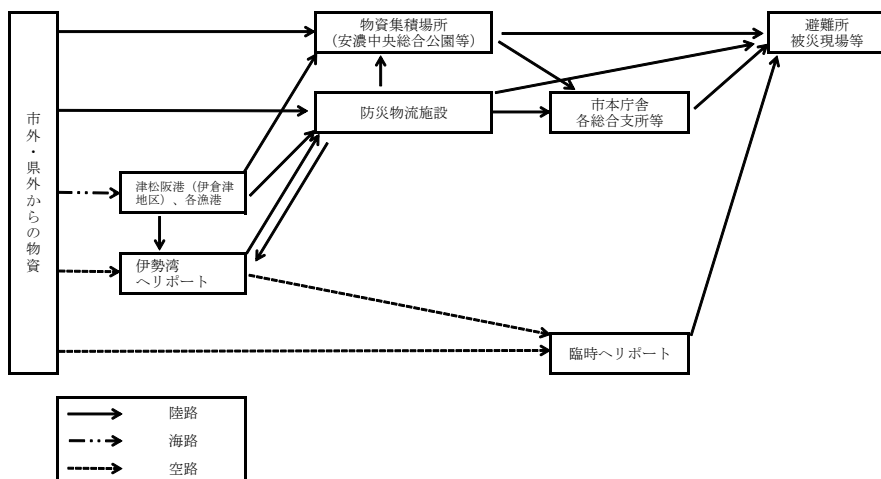 物資集積場所
（安濃中央総合公園等）
避難所
被災現場等
防災物流施設
市本庁舎
各総合支所等
市外・県外からの物資
津松阪港（伊倉津
地区）、各漁港
伊勢湾
ヘリポート
臨時ヘリポート
陸路
海路
空路